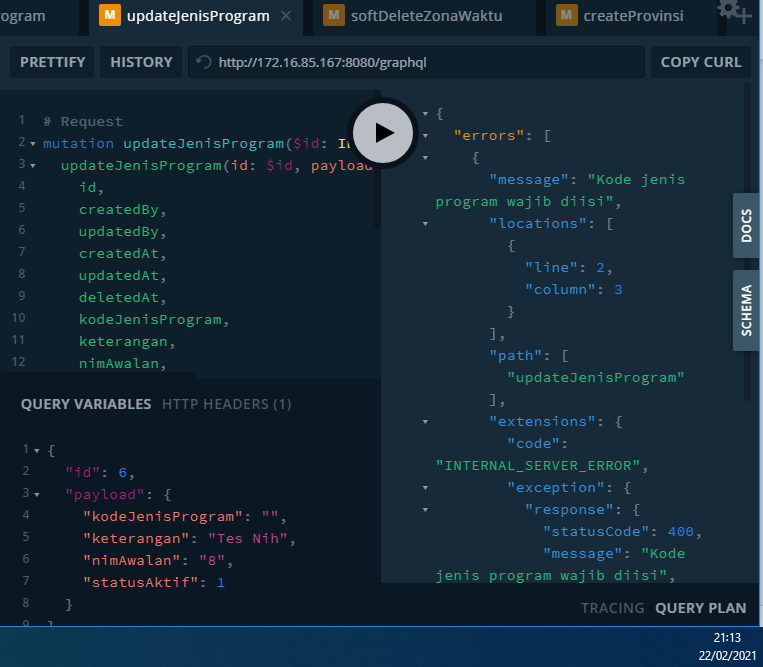 ogram
M updateJenisProgram ×
M softDeleteZonaWaktu
M createProvinsi
PRETTIFY HISTORY http://172.16.85.167:8080/graphql COPY CURL
1 # Request
2 mutation updateJenisProgram($id: I
3 updateJenisProgram(id: $id, payload
4 id,
5 createdBy,
6 updatedBy,
7 createdAt,
8 updatedAt,
9 deletedAt,
10 kodeJenisProgram,
11 keterangan,
12 nimAwalan,
QUERY VARIABLES HTTP HEADERS (1)
1 {
2 "id": 6,
3 "payload": {
4 "kodeJenisProgram": "",
5 "keterangan": "Tes Nih",
6 "nimAwalan": "8",
7 "statusAktif": 1
8 }
9 }
{
"errors": [
{
"message": "Kode jenis
program wajib diisi",
"locations": [
{
"line": 2,
"column": 3
}
],
"path": [
"updateJenisProgram"
],
"extensions": {
"code":
"INTERNAL_SERVER_ERROR",
"exception": {
"response": {
"statusCode": 400,
"message": "Kode
jenis program wajib diisi",
DOCS
SCHEMA
TRACING QUERY PLAN
21:13
22/02/2021